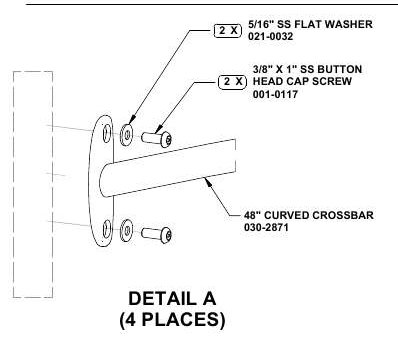 2 X
5/16" SS FLAT WASHER
021-0032
2 X
3/8" X 1" SS BUTTON
HEAD CAP SCREW
001-0117
48" CURVED CROSSBAR
030-2871
DETAIL A
(4 PLACES)